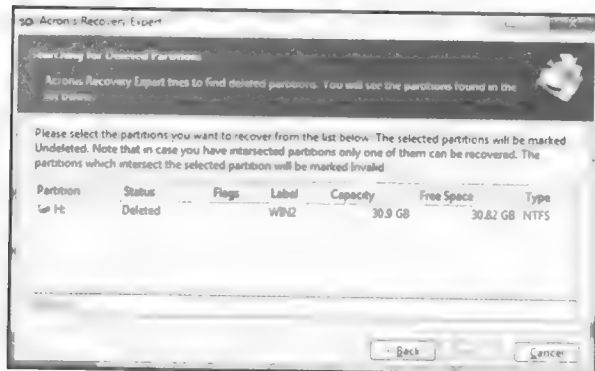 Acronis Recovery Expert
Searching for Deleted Partitions
Acronis Recovery Expert tries to find deleted partitions. You will see the partitions found in the
list below.
Please select the partitions you want to recover from the list below. The selected partitions will be marked
Undeleted. Note that in case you have intersected partitions only one of them can be recovered. The
partitions which intersect the selected partition will be marked Invalid
Partition Status Flags Label Capacity Free Space Type
H: Deleted WIN2 30.9 GB 30.82 GB NTFS
Back Cancel